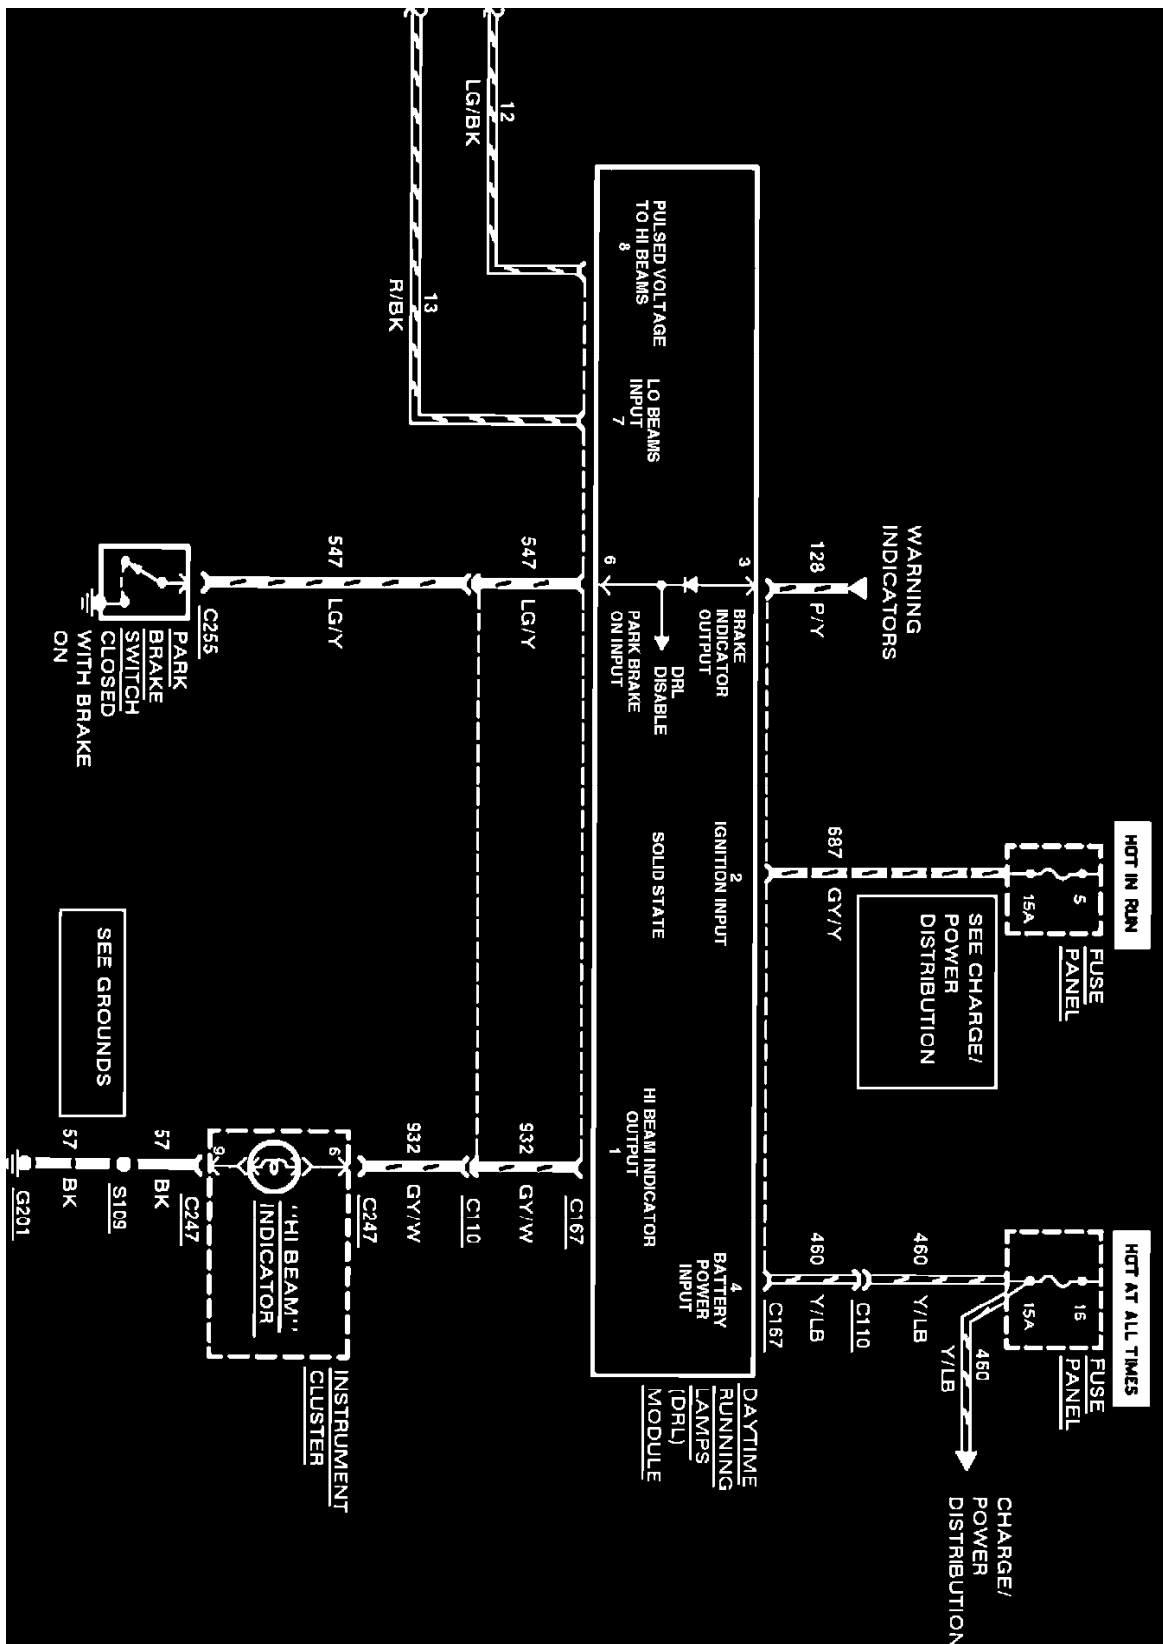 HOT IN RUN
HOT AT ALL TIMES
5
15A
FUSE
PANEL
16
15A
FUSE
PANEL
SEE CHARGE/
POWER
DISTRIBUTION
460
Y/LB
CHARGE/
POWER
DISTRIBUTION
WARNING
INDICATORS
460
Y/LB
C110
128
P/Y
687
GY/Y
460
Y/LB
C167
3
BRAKE
INDICATOR
OUTPUT
2
IGNITION INPUT
4
BATTERY
POWER
INPUT
DAYTIME
RUNNING
LAMPS
(DRL)
MODULE
PULSED VOLTAGE
TO HI BEAMS
8
LO BEAMS
INPUT
7
DRL
DISABLE
SOLID STATE
6
PARK BRAKE
ON INPUT
HI BEAM INDICATOR
OUTPUT
1
12
LG/BK
547
LG/Y
932
GY/W
C167
C110
13
R/BK
547
LG/Y
932
GY/W
C247
6
"HI BEAM"
INDICATOR
9
INSTRUMENT
CLUSTER
C255
PARK
BRAKE
SWITCH
CLOSED
WITH BRAKE
ON
C247
57
BK
S109
SEE GROUNDS
57
BK
G201